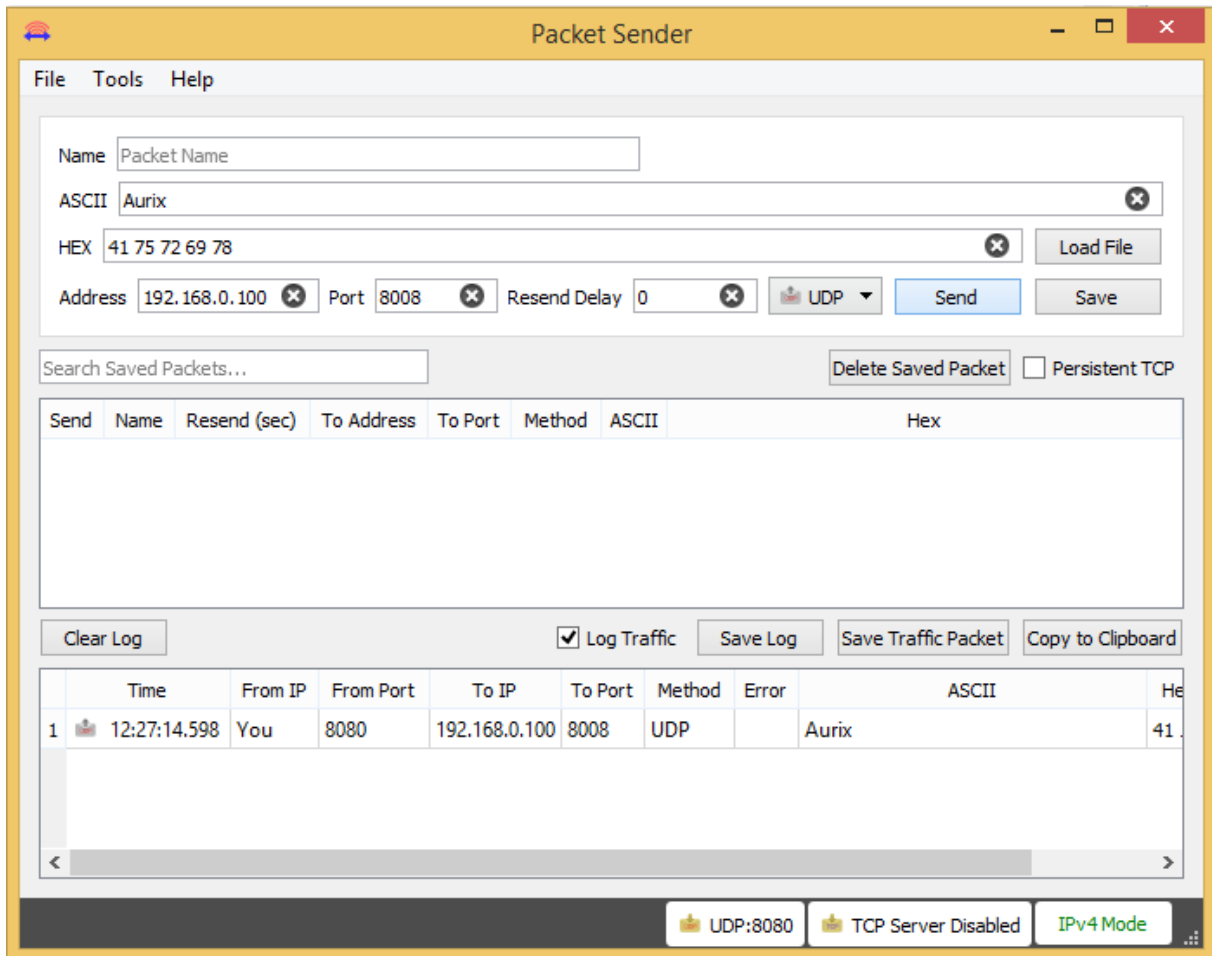 Packet Sender
File Tools Help
Name Packet Name
ASCII Aurix
HEX 41 75 72 69 78 Load File
Address 192.168.0.100 Port 8008 Resend Delay 0 UDP Send Save
Search Saved Packets... Delete Saved Packet Persistent TCP
Send Name Resend (sec) To Address To Port Method ASCII Hex
Clear Log Log Traffic Save Log Save Traffic Packet Copy to Clipboard
Time From IP From Port To IP To Port Method Error ASCII He
1 12:27:14.598 You 8080 192.168.0.100 8008 UDP Aurix 41 .
UDP:8080 TCP Server Disabled IPv4 Mode